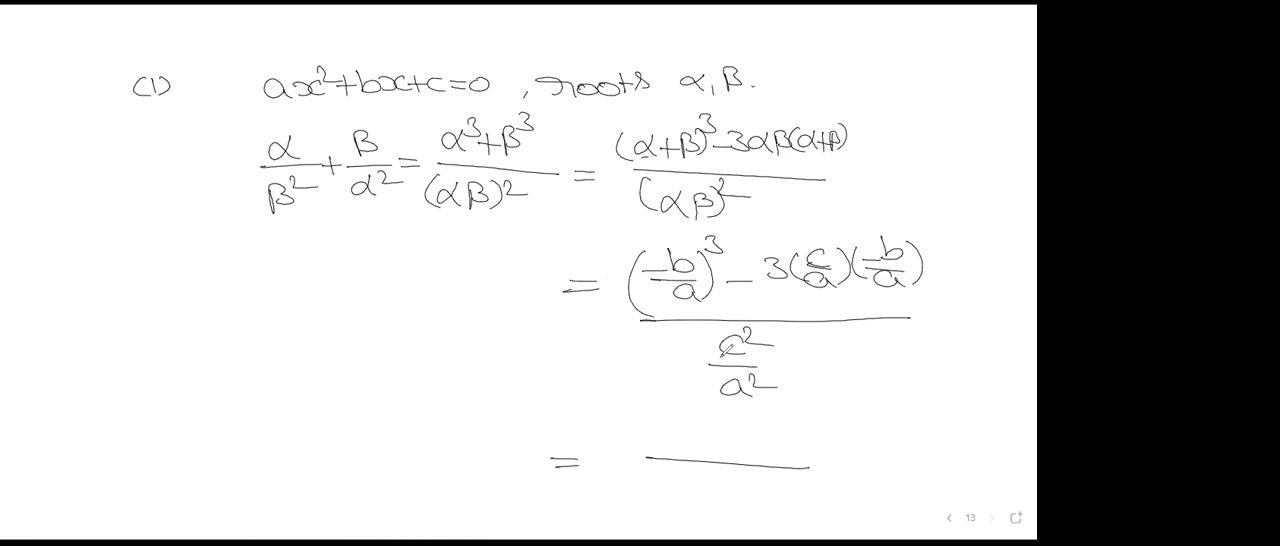 (1) ax²+bx+c=0 , roots α, β.
α/β² + β/α² = α³+β³/(αβ)² = (α+β)³-3αβ(α+β)/(αβ)²
= (-b/a)³ - 3(c/a)(-b/a) / c²/a²
=
13